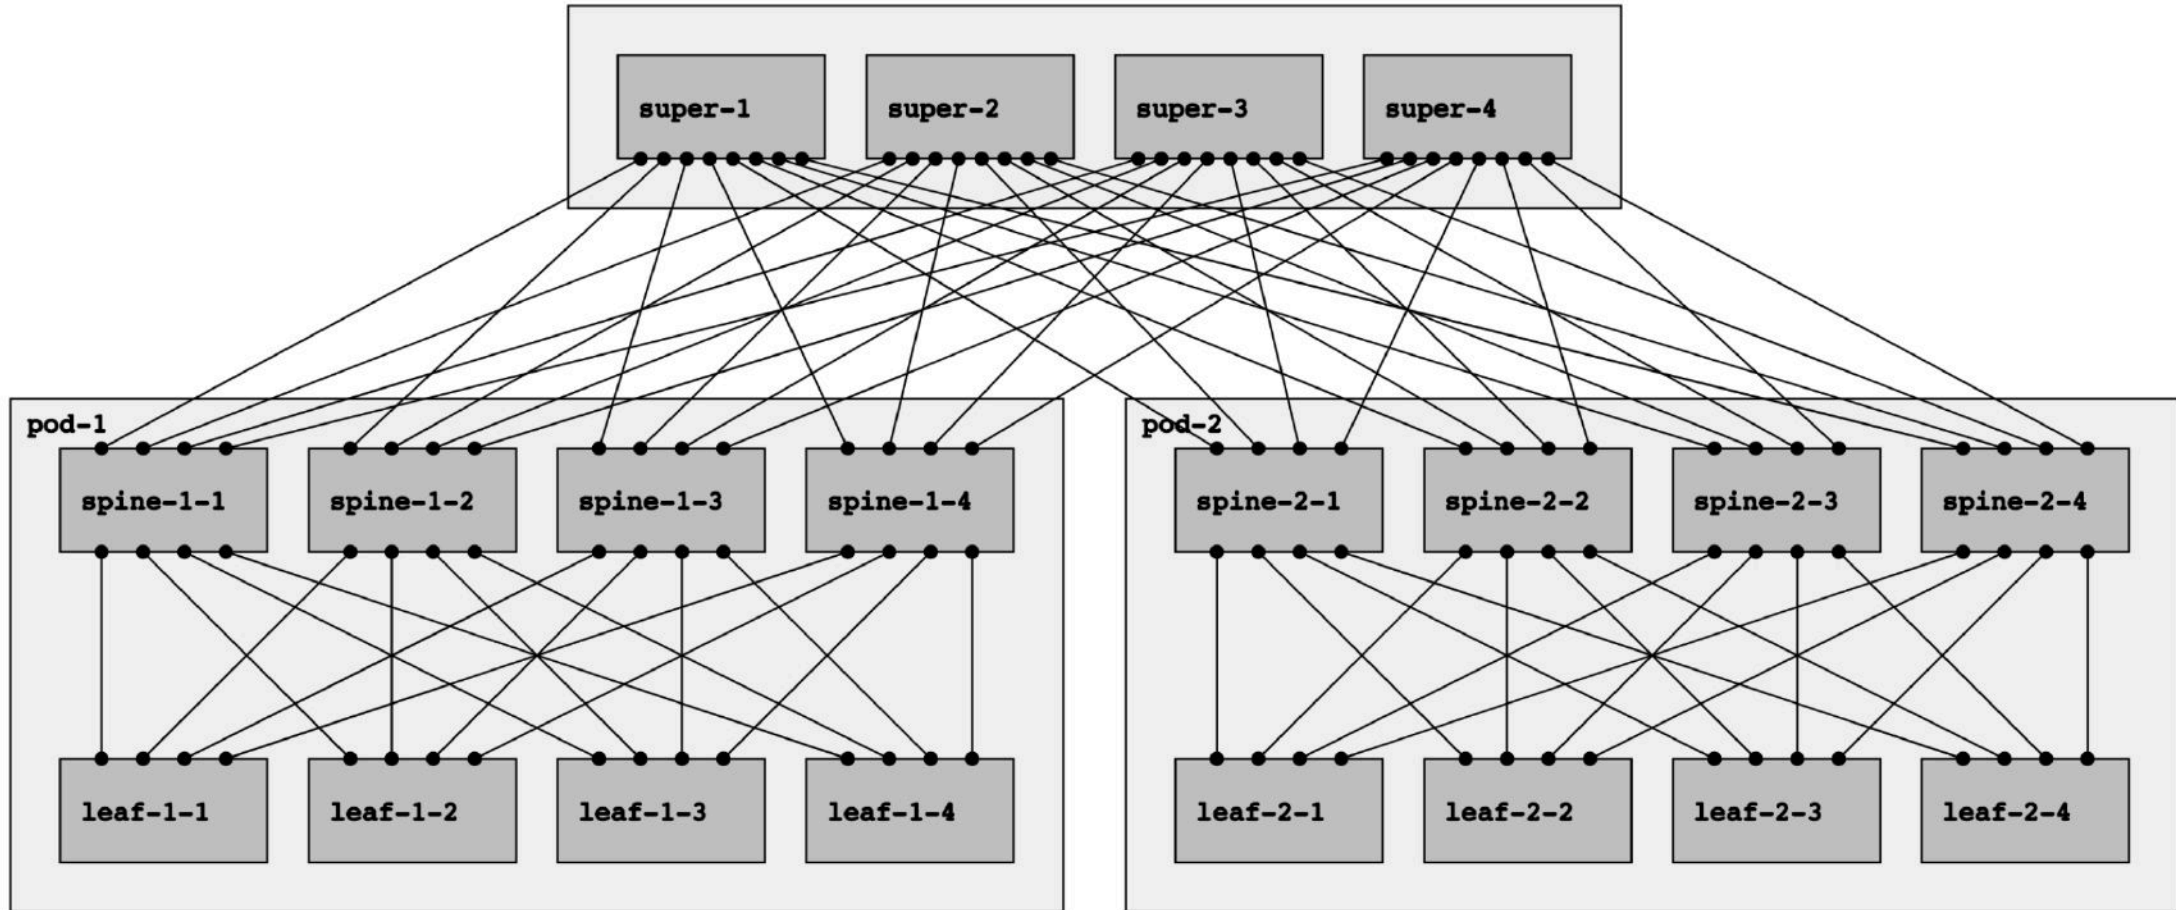 super-1
super-2
super-3
super-4
pod-1
spine-1-1
spine-1-2
spine-1-3
spine-1-4
leaf-1-1
leaf-1-2
leaf-1-3
leaf-1-4
pod-2
spine-2-1
spine-2-2
spine-2-3
spine-2-4
leaf-2-1
leaf-2-2
leaf-2-3
leaf-2-4